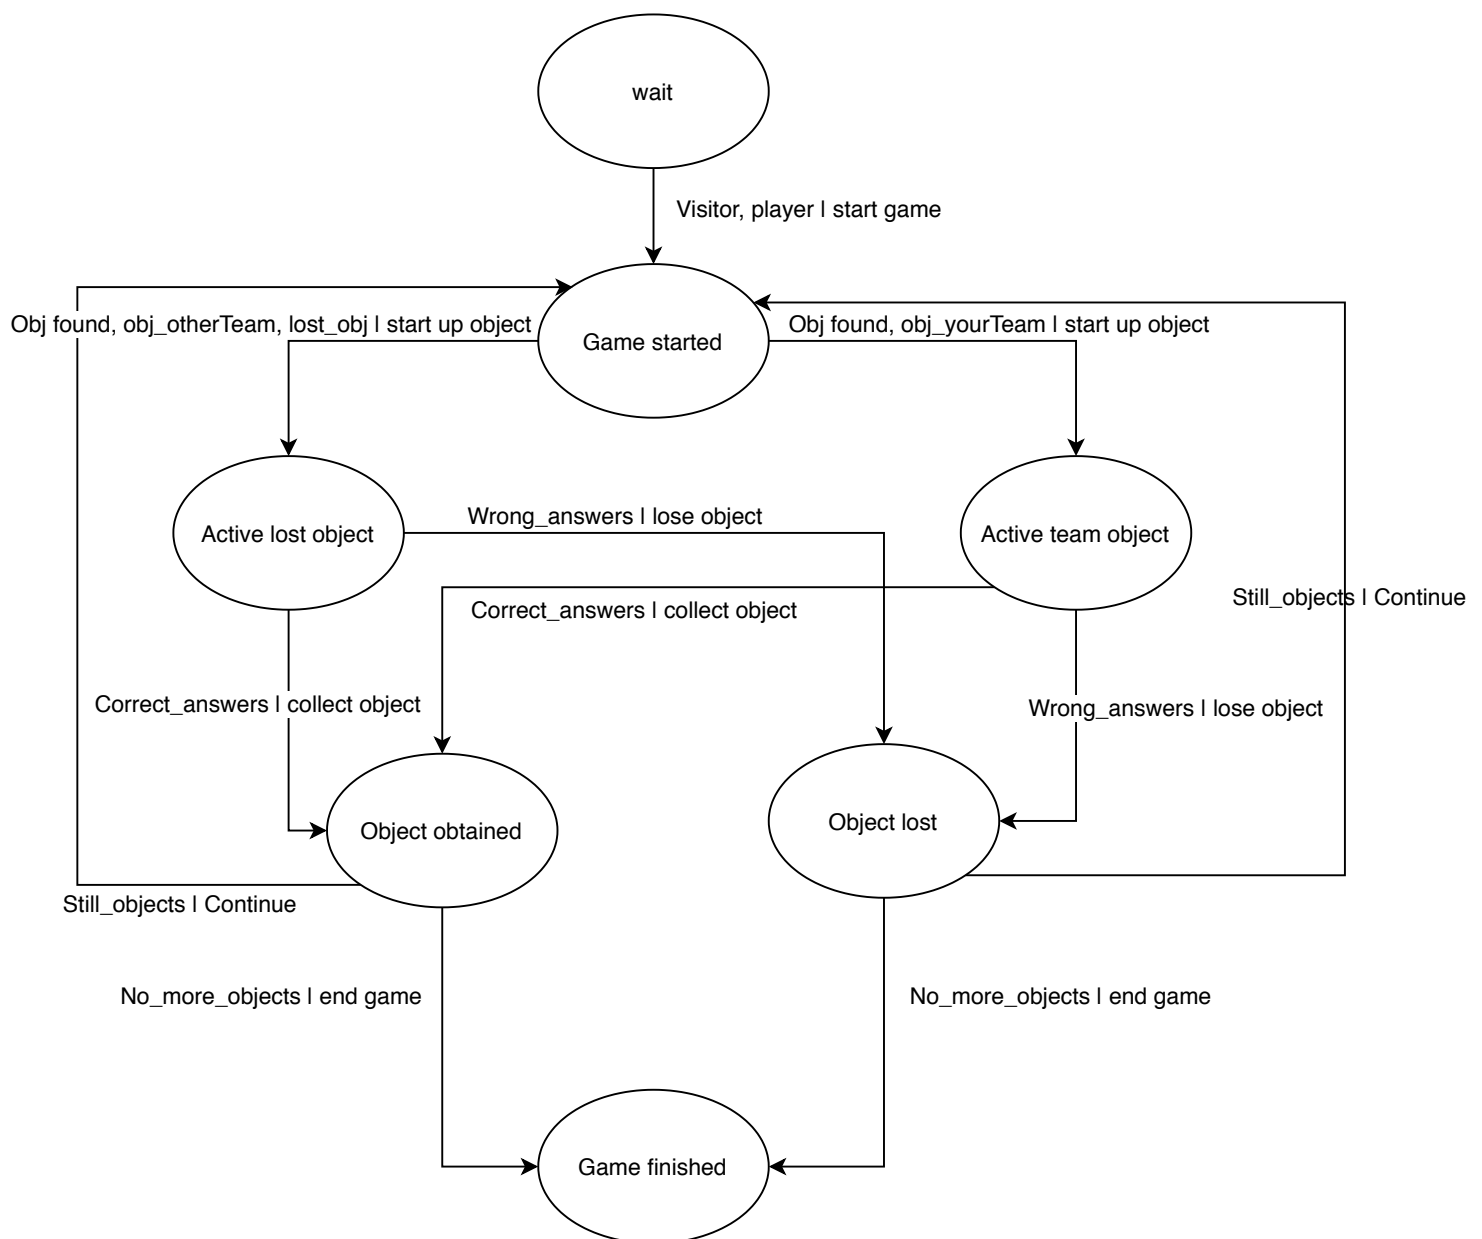 wait
Visitor, player | start game
Obj found, obj_otherTeam, lost_obj | start up object
Game started
Obj found, obj_yourTeam | start up object
Active lost object
Wrong_answers | lose object
Active team object
Correct_answers | collect object
Still_objects | Continue
Correct_answers | collect object
Wrong_answers | lose object
Object obtained
Object lost
Still_objects | Continue
No_more_objects | end game
No_more_objects | end game
Game finished